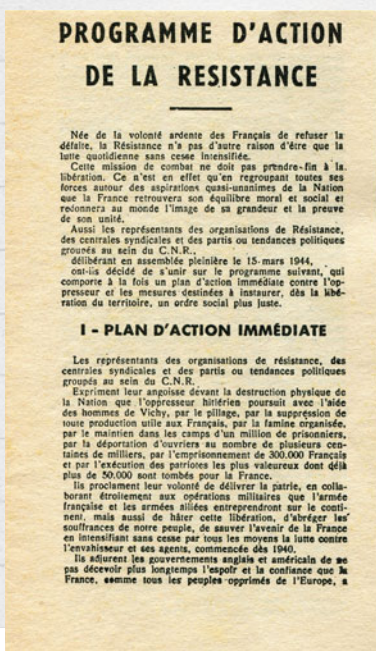 PROGRAMME D'ACTION
DE LA RESISTANCE
Née de la volonté ardente des Français de refuser la
défaite, la Résistance n'a pas d'autre raison d'être que la
lutte quotidienne sans cesse intensifiée.
Cette mission de combat ne doit pas prendre fin à la
libération. Ce n'est en effet qu'en regroupant toutes ses
forces autour des aspirations quasi-unanimes de la Nation
que la France retrouvera son équilibre moral et social et
redonnera au monde l'image de sa grandeur et la preuve
de son unité.
Aussi les représentants des organisations de Résistance,
des centrales syndicales et des partis ou tendances politiques
groupés au sein du C.N.R.,
délibérant en assemblée plenière le 15 mars 1944,
ont-ils décidé de s'unir sur le programme suivant, qui
comporte à la fois un plan d'action immédiate contre l'op-
presseur et les mesures destinées à instaurer, dès la libé-
ration du territoire, un ordre social plus juste.
I - PLAN D'ACTION IMMÉDIATE
Les représentants des organisations de résistance, des
centrales syndicales et des partis ou tendances politiques
groupés au sein du C.N.R.
Expriment leur angoisse devant la destruction physique de
la Nation que l'oppresseur hitlérien poursuit avec l'aide
des hommes de Vichy, par le pillage, par la suppression de
toute production utile aux Français, par la famine organisée,
par le maintien dans les camps d'un million de prisonniers,
par la déportation d'ouvriers au nombre de plusieurs cen-
taines de milliers, par l'emprisonnement de 300.000 Français
et par l'exécution des patriotes les plus valeureux dont déjà
plus de 50.000 sont tombés pour la France.
Ils proclament leur volonté de délivrer la patrie, en colla-
borant étroitement aux opérations militaires que l'armée
française et les armées alliées entreprendront sur le conti-
nent, mais aussi de hâter cette libération, d'abréger les
souffrances de notre peuple, de sauver l'avenir de la France
en intensifiant sans cesse par tous les moyens la lutte contre
l'envahisseur et ses agents, commencée dès 1940.
Ils adjurent les gouvernements anglais et américain de ne
pas décevoir plus longtemps l'espoir et la confiance que la
France, comme tous les peuples opprimés de l'Europe, a